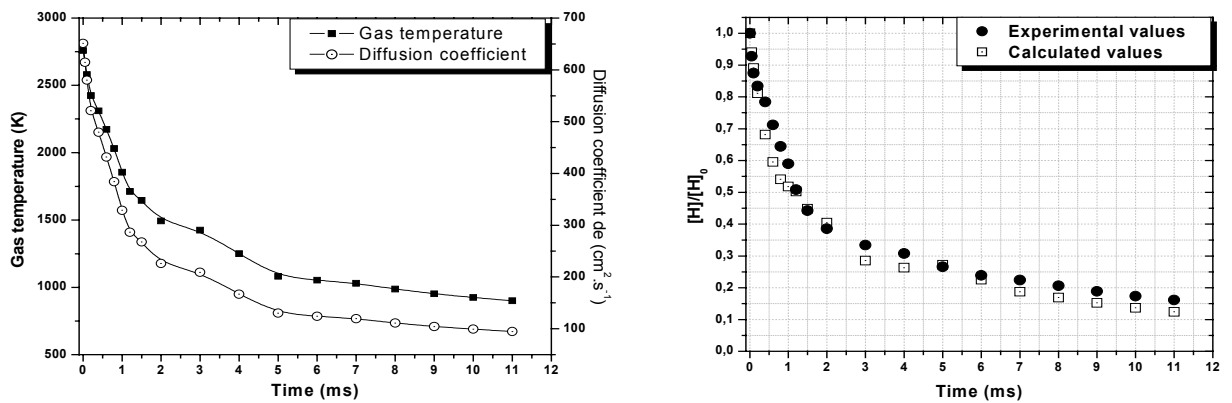 Gas temperature
Diffusion coefficient
Gas temperature (K)
3000
2500
2000
1500
1000
500
700
600
500
400
300
200
100
Diffusion coefficient de (cm².s⁻¹)
0 1 2 3 4 5 6 7 8 9 10 11 12
Time (ms)
Experimental values
Calculated values
[H]/[H]₀
1,0
0,9
0,8
0,7
0,6
0,5
0,4
0,3
0,2
0,1
0,0
0 1 2 3 4 5 6 7 8 9 10 11 12
Time (ms)